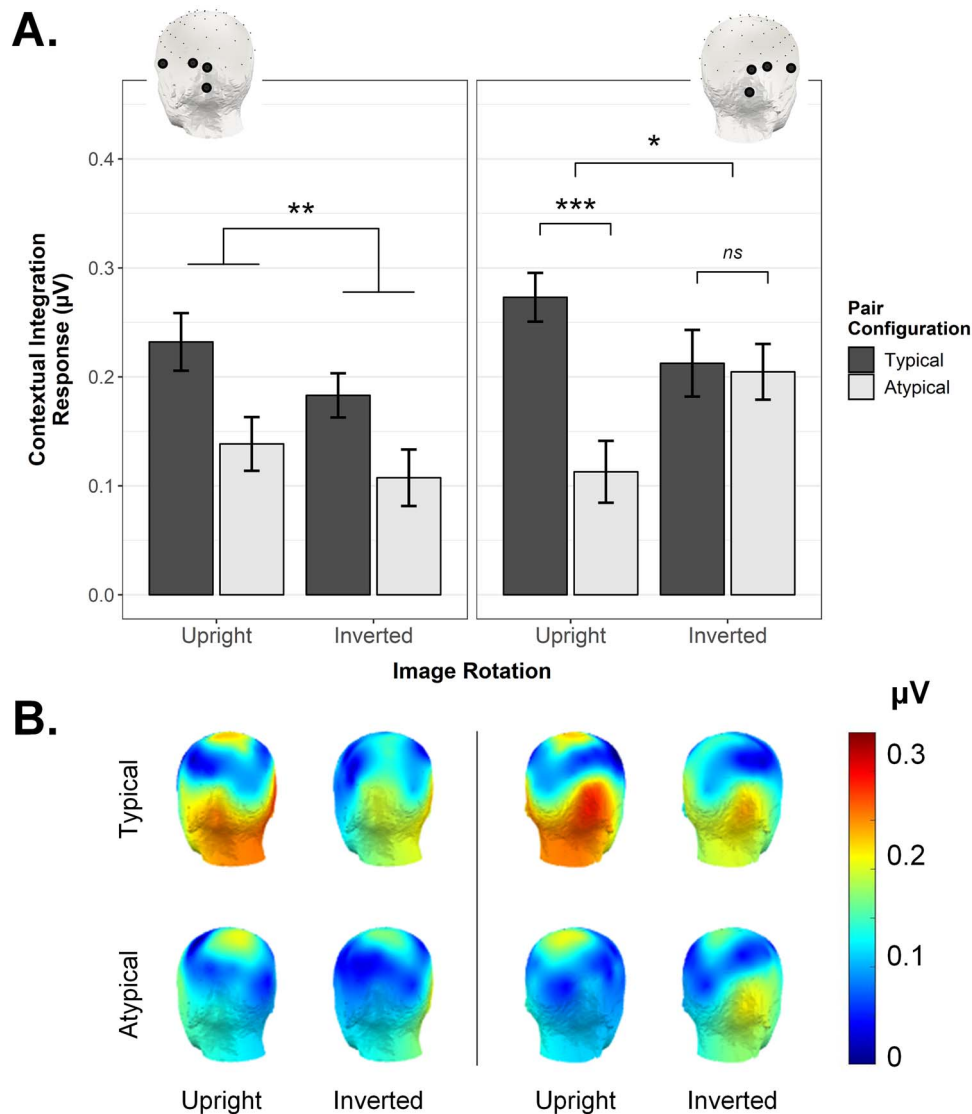 A.
Contextual Integration
Response (µV)
0.4
0.3
0.2
0.1
0.0
**
*
***
ns
Upright
Inverted
Upright
Inverted
Image Rotation
Pair
Configuration
Typical
Atypical
B.
µV
Typical
Atypical
0.3
0.2
0.1
0
Upright
Inverted
Upright
Inverted